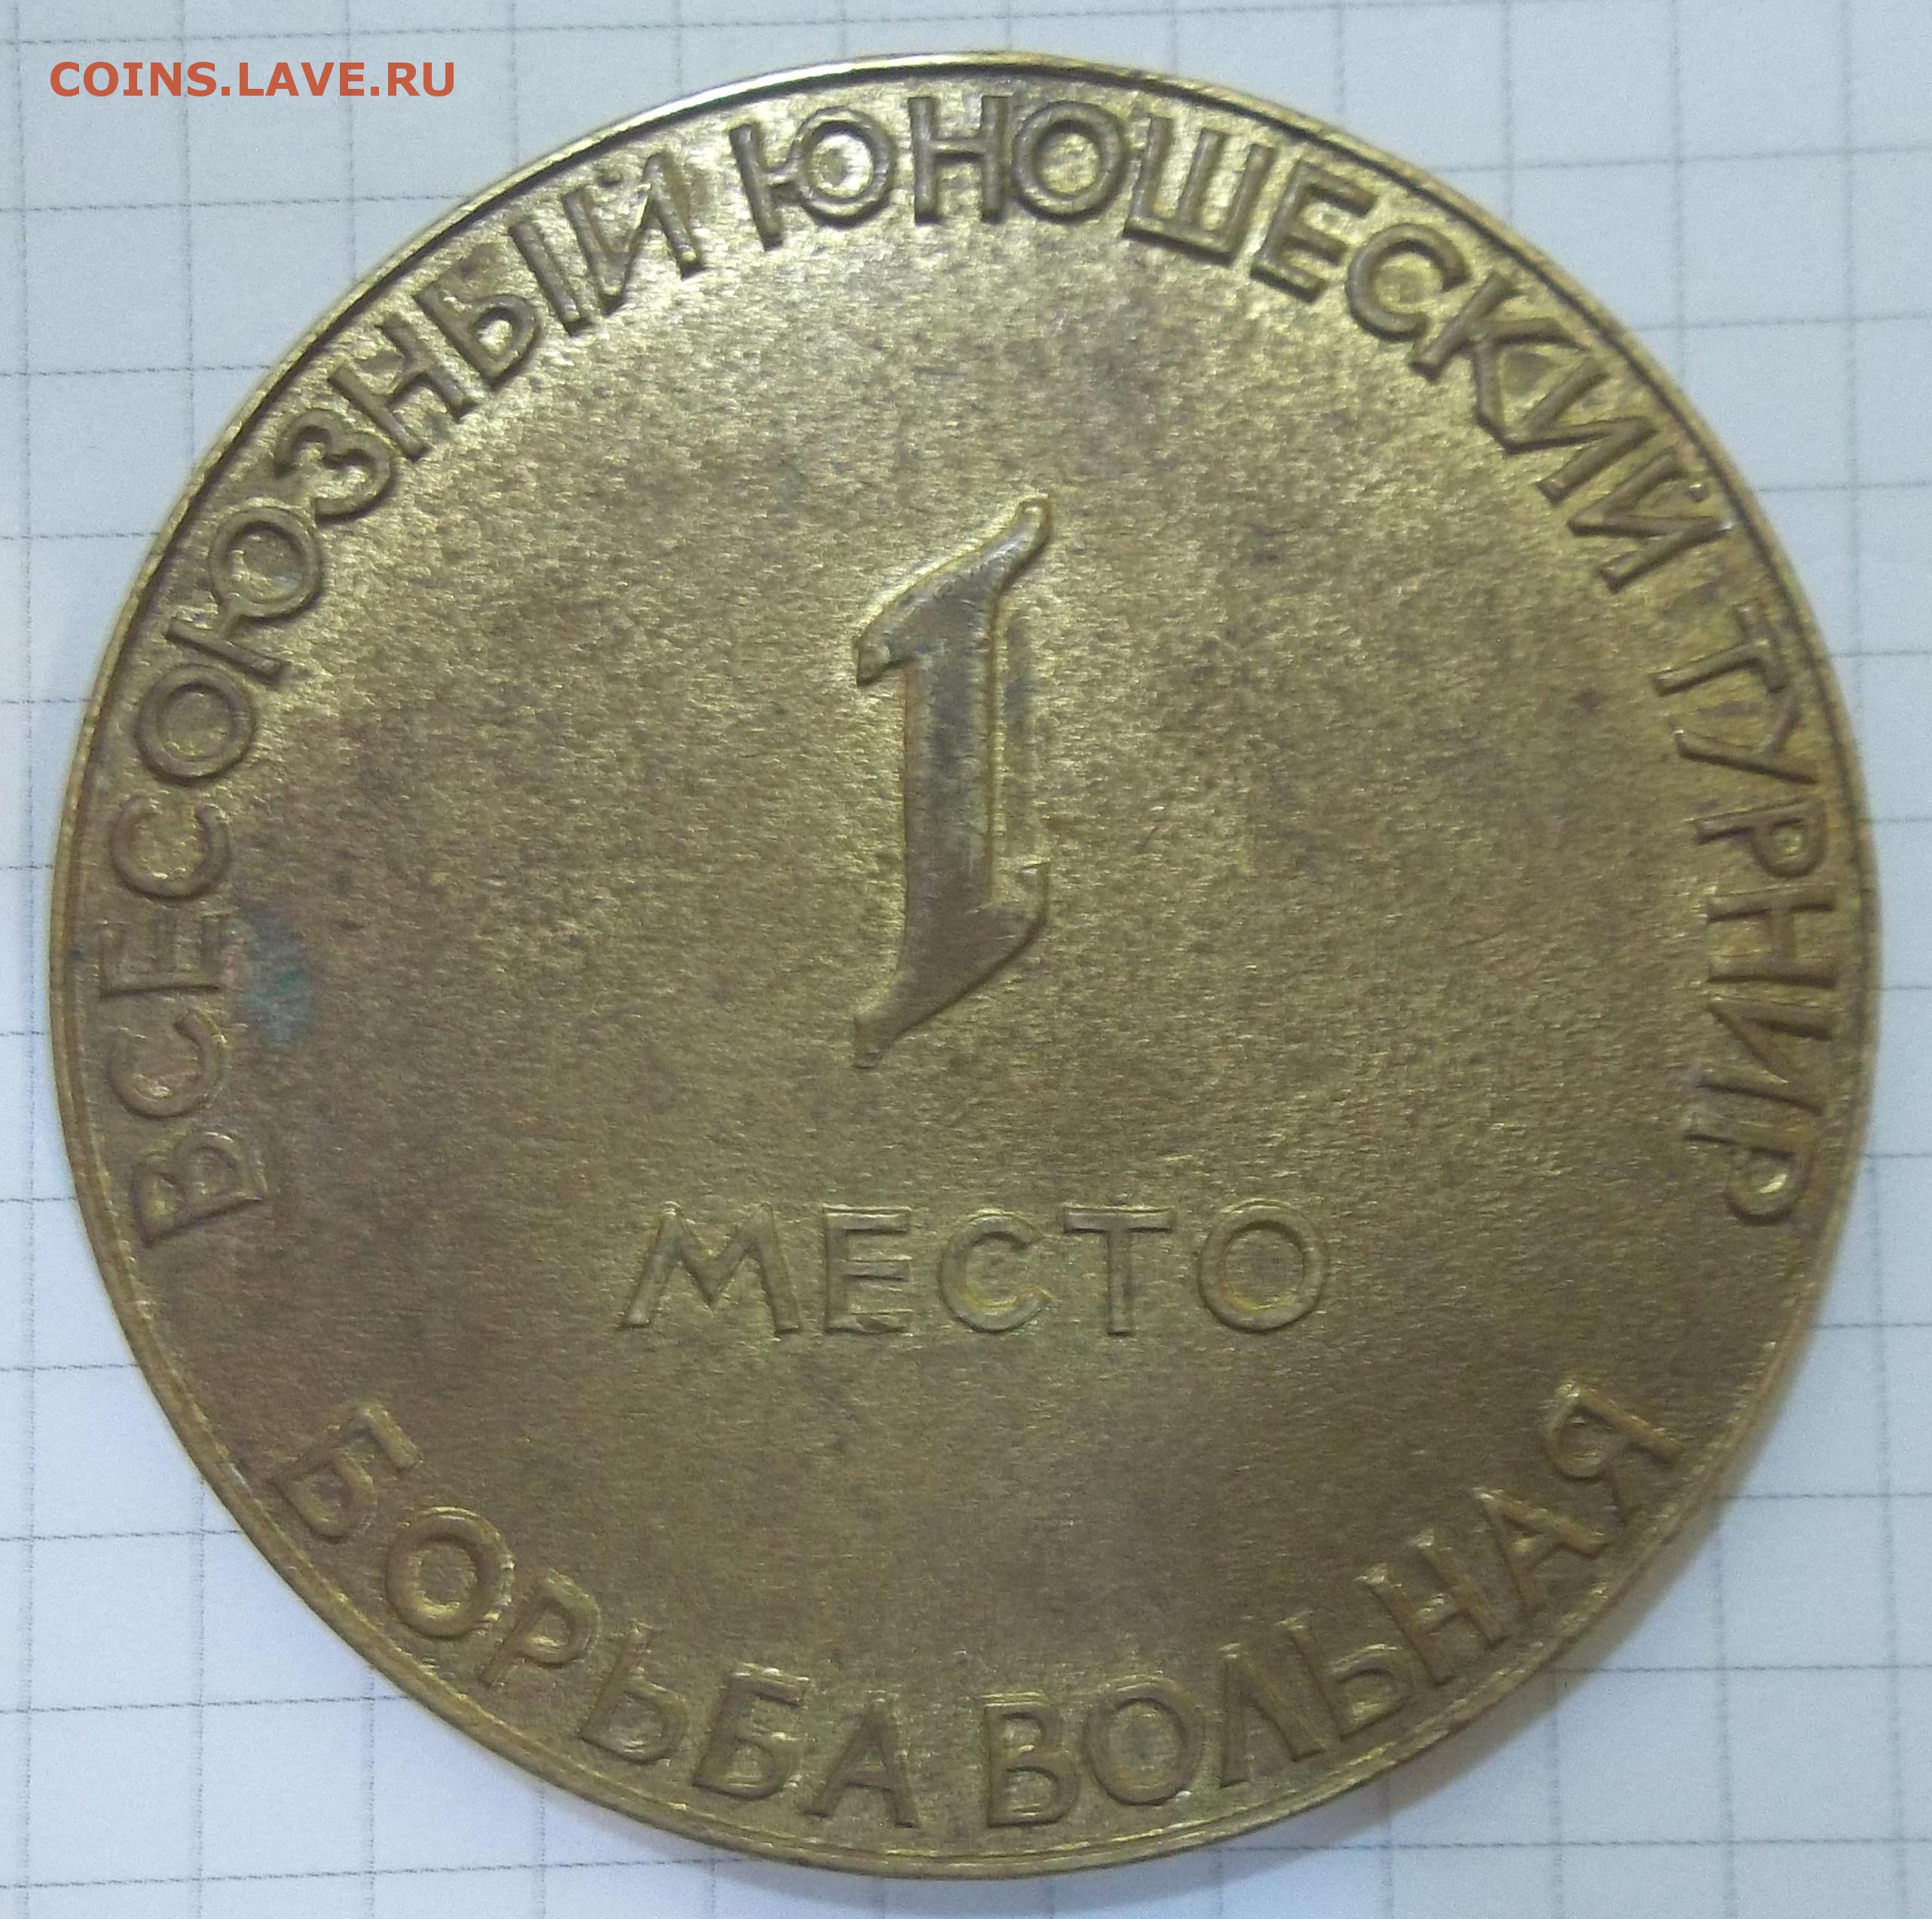 COINS.LAVE.RU
ВСЕСОЮЗНЫЙ ЮНОШЕСКИЙ ТУРНИР
1
МЕСТО
БОРЬБА ВОЛЬНАЯ